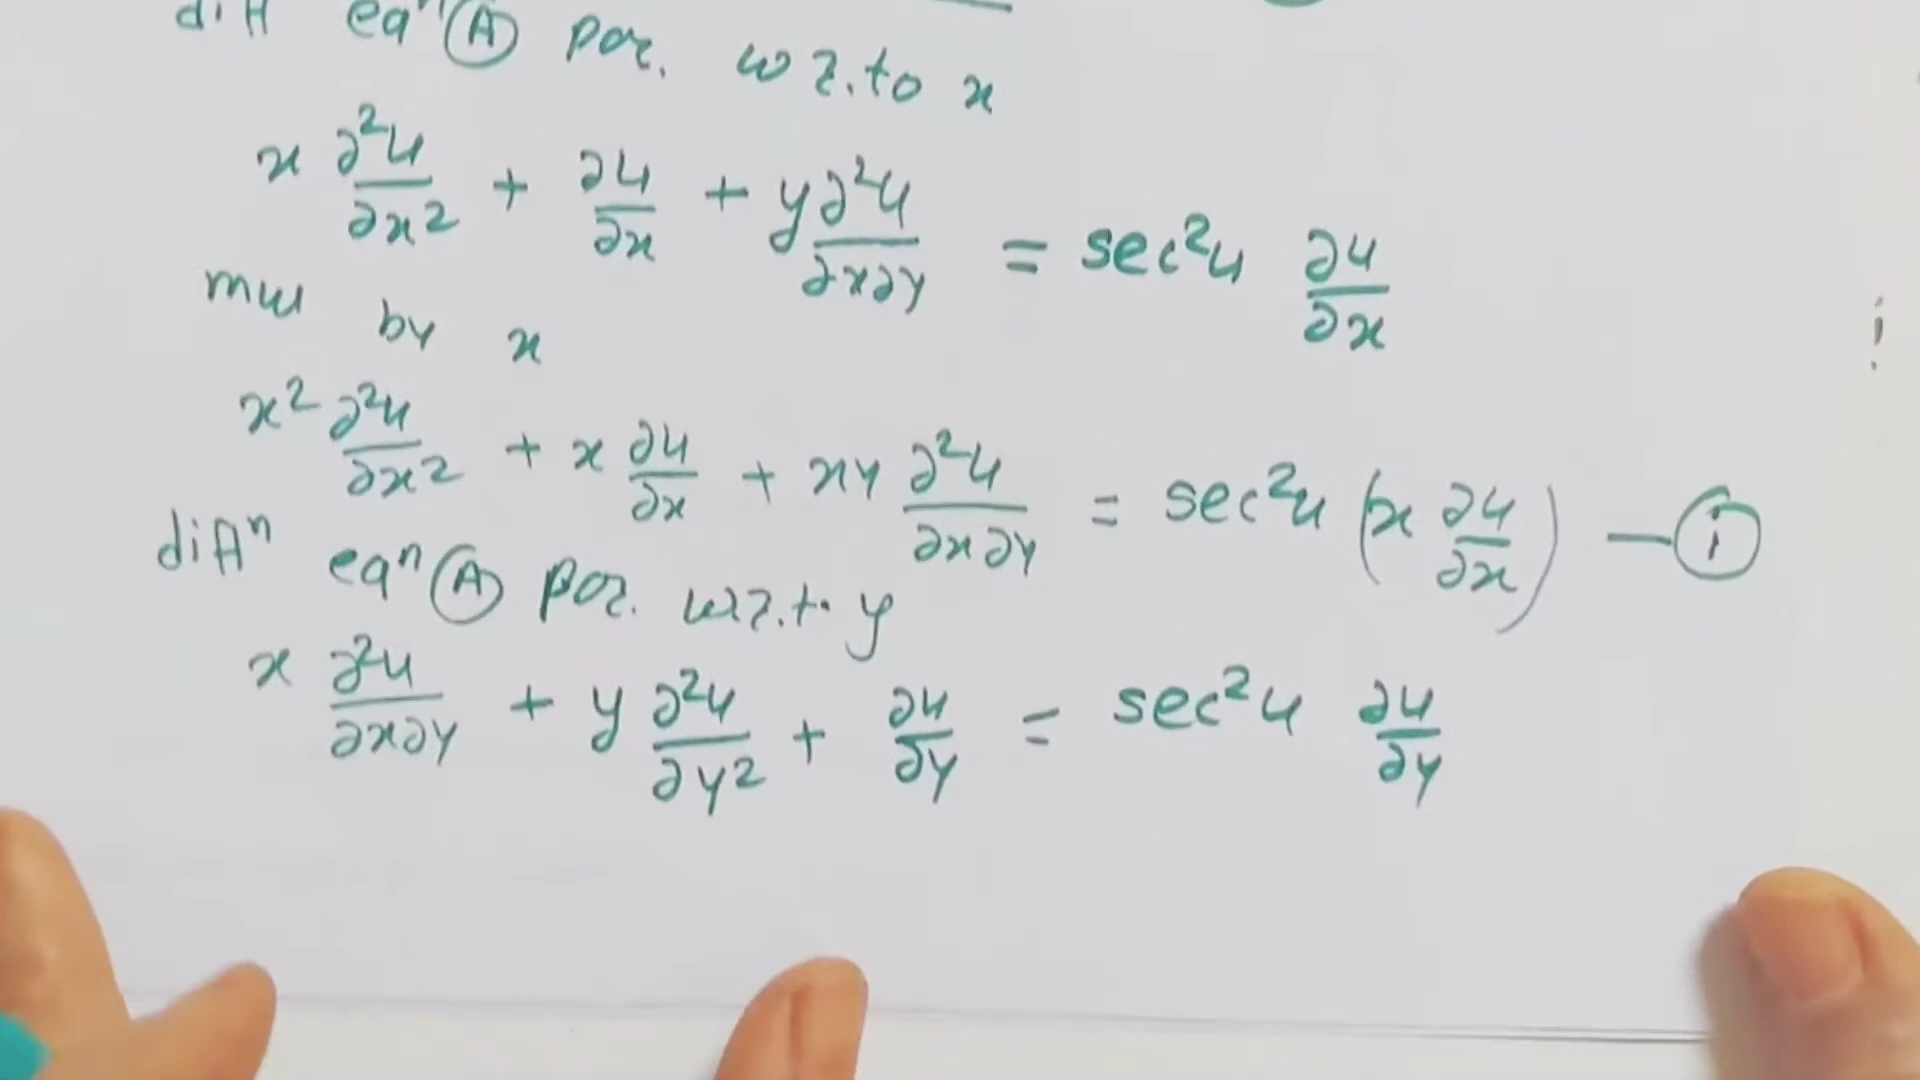 diff eqⁿ (A) par. w r. to x
x ∂²u/∂x² + ∂u/∂x + y ∂²u/∂x∂y = sec²u ∂u/∂x
mul by x
x² ∂²u/∂x² + x ∂u/∂x + xy ∂²u/∂x∂y = sec²u (x ∂u/∂x) — (i)
diffⁿ eqⁿ (A) par. w.r.t. y
x ∂²u/∂x∂y + y ∂²u/∂y² + ∂u/∂y = sec²u ∂u/∂y